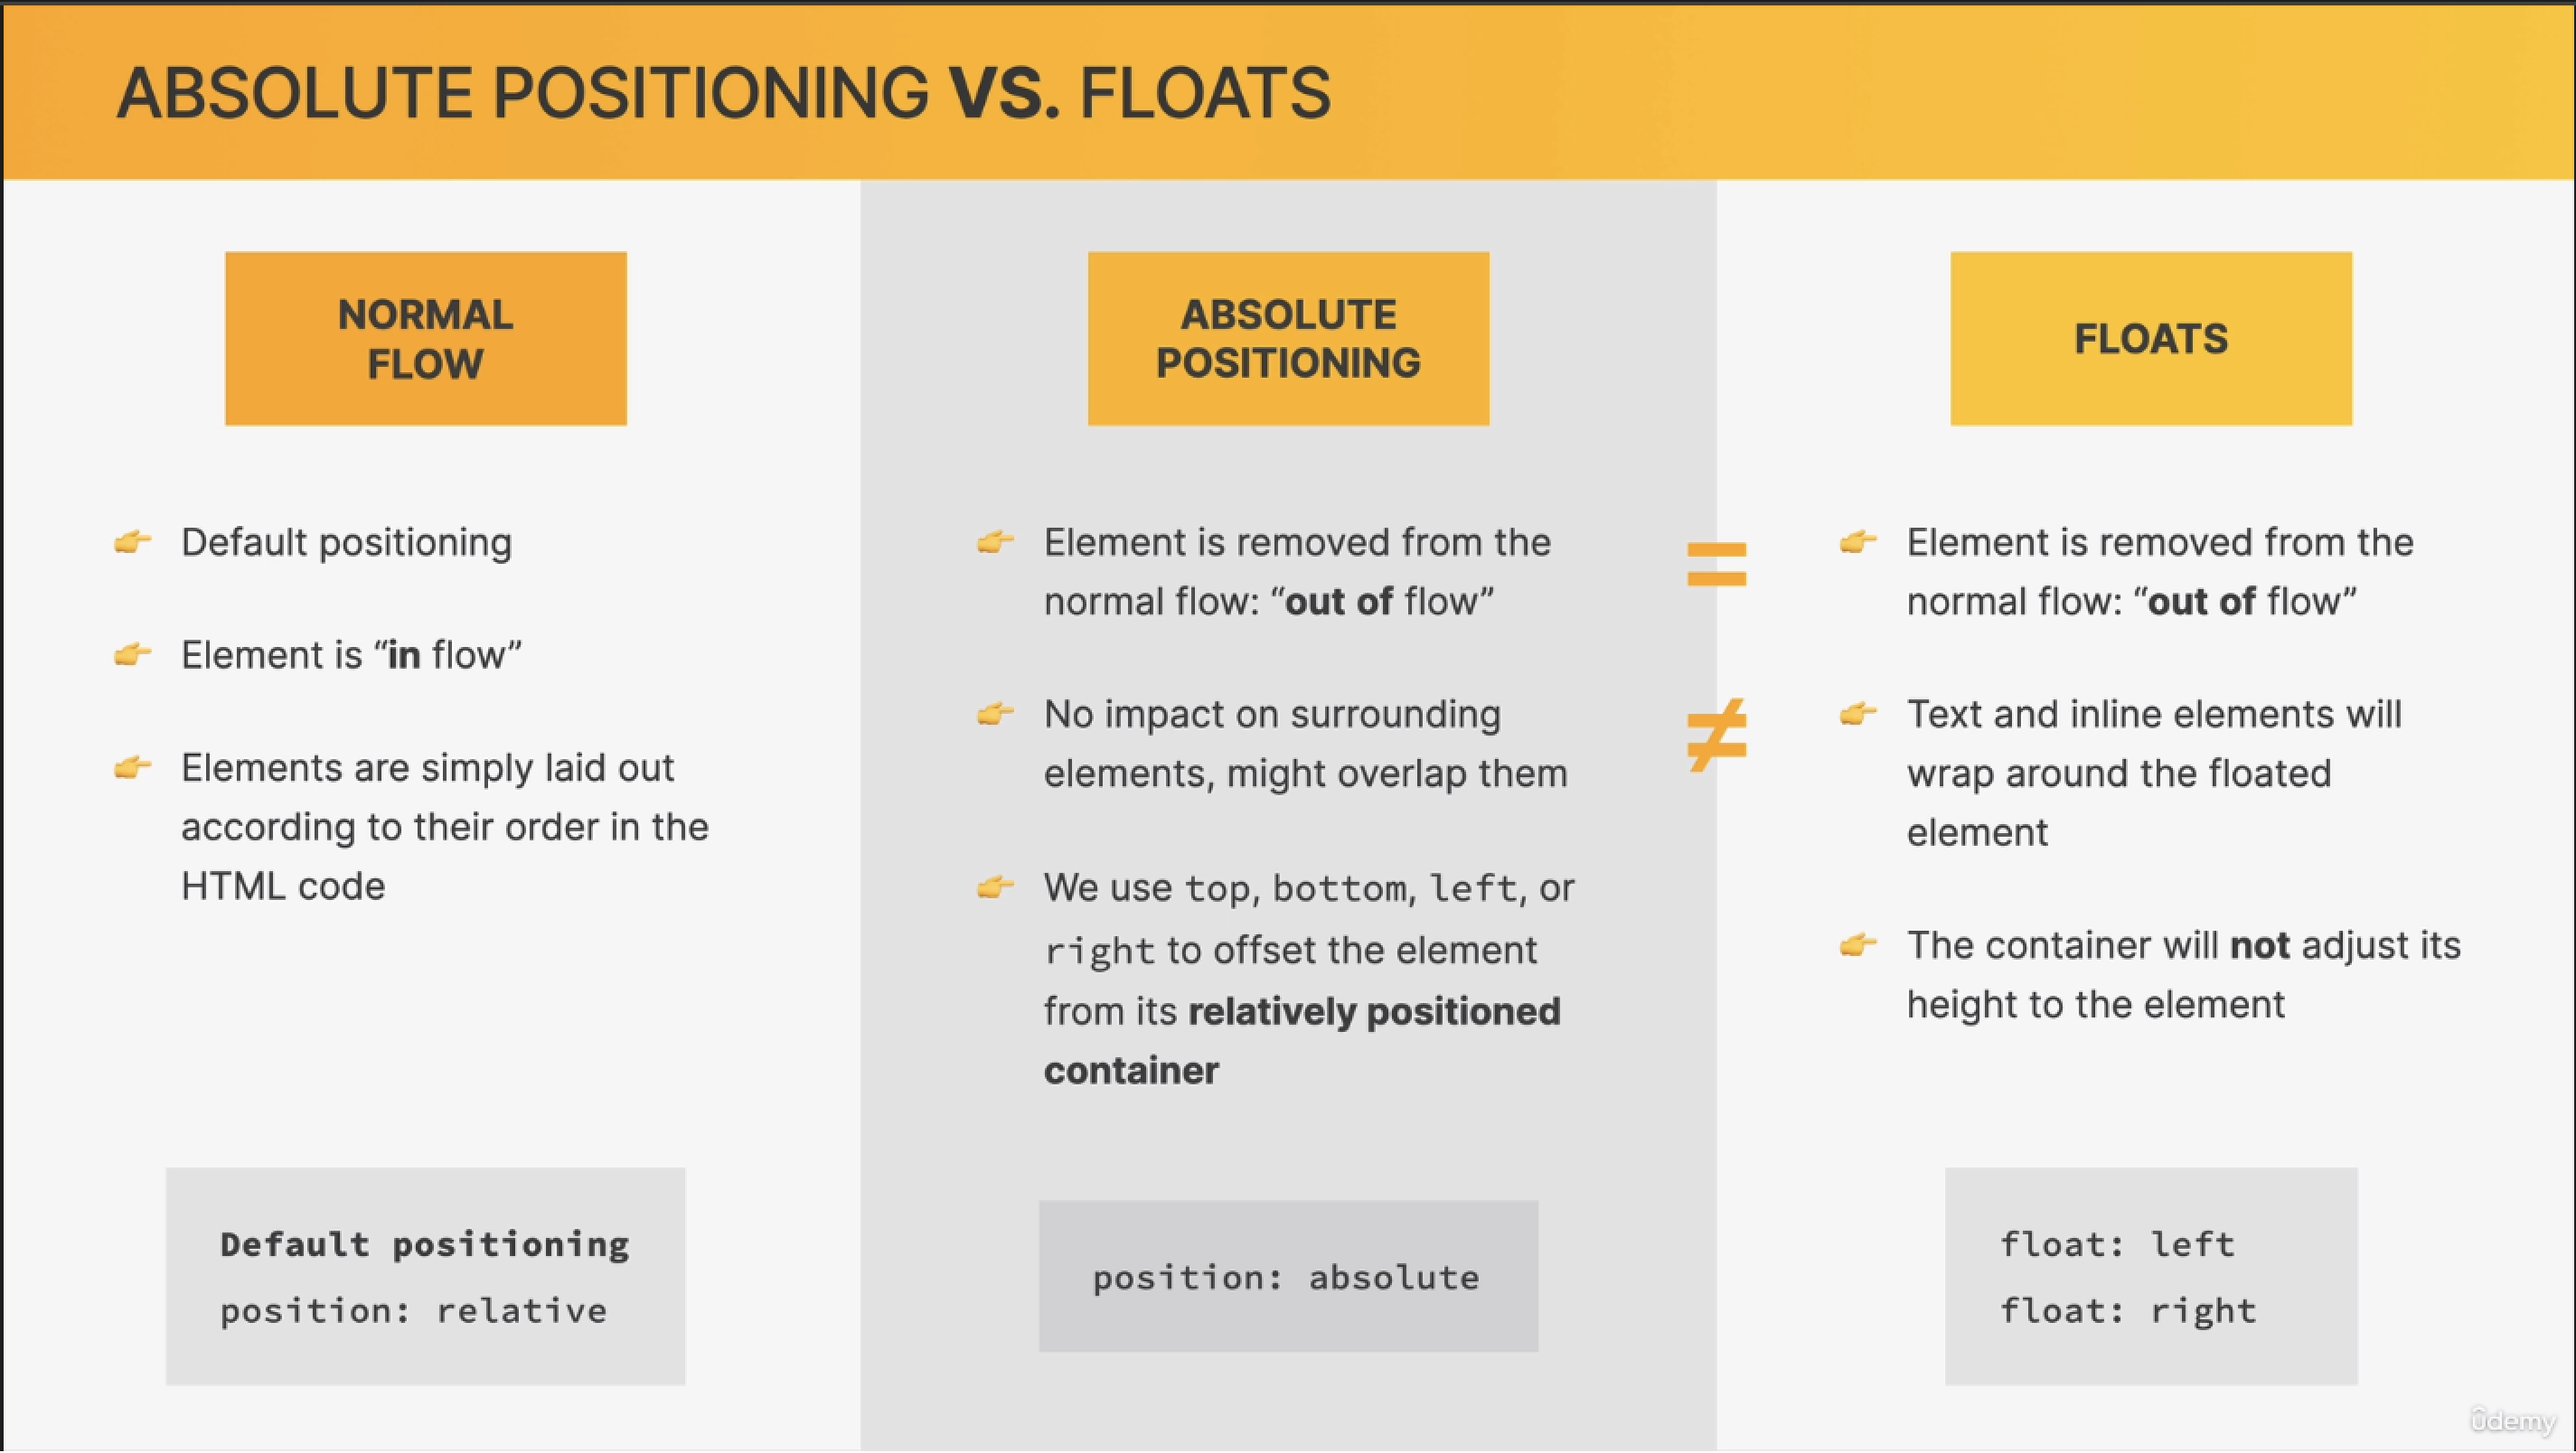 ABSOLUTE POSITIONING VS. FLOATS
NORMAL
FLOW
Default positioning
Element is “in flow”
Elements are simply laid out
according to their order in the
HTML code
Default positioning
position: relative
ABSOLUTE
POSITIONING
Element is removed from the
normal flow: “out of flow”
No impact on surrounding
elements, might overlap them
We use top, bottom, left, or
right to offset the element
from its relatively positioned
container
position: absolute
=
≠
FLOATS
Element is removed from the
normal flow: “out of flow”
Text and inline elements will
wrap around the floated
element
The container will not adjust its
height to the element
float: left
float: right
ûdemy